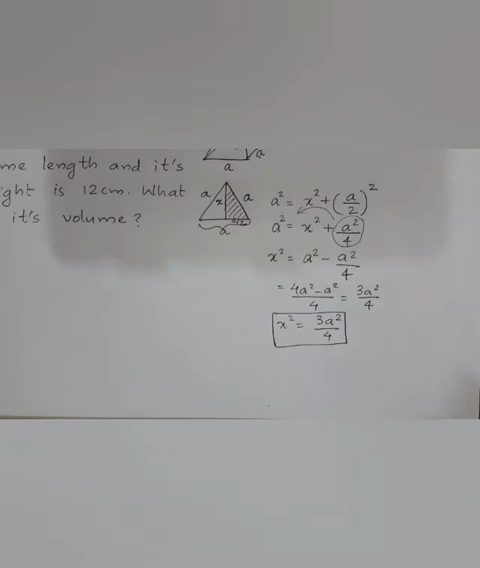 me length and it's
ght is 12cm. What
it's volume?
a
a
a x a
a/2
a
a² = x² + (a/2)²
a² = x² + a²/4
x² = a² - a²/4
= 4a² - a²/4 = 3a²/4
x² = 3a²/4